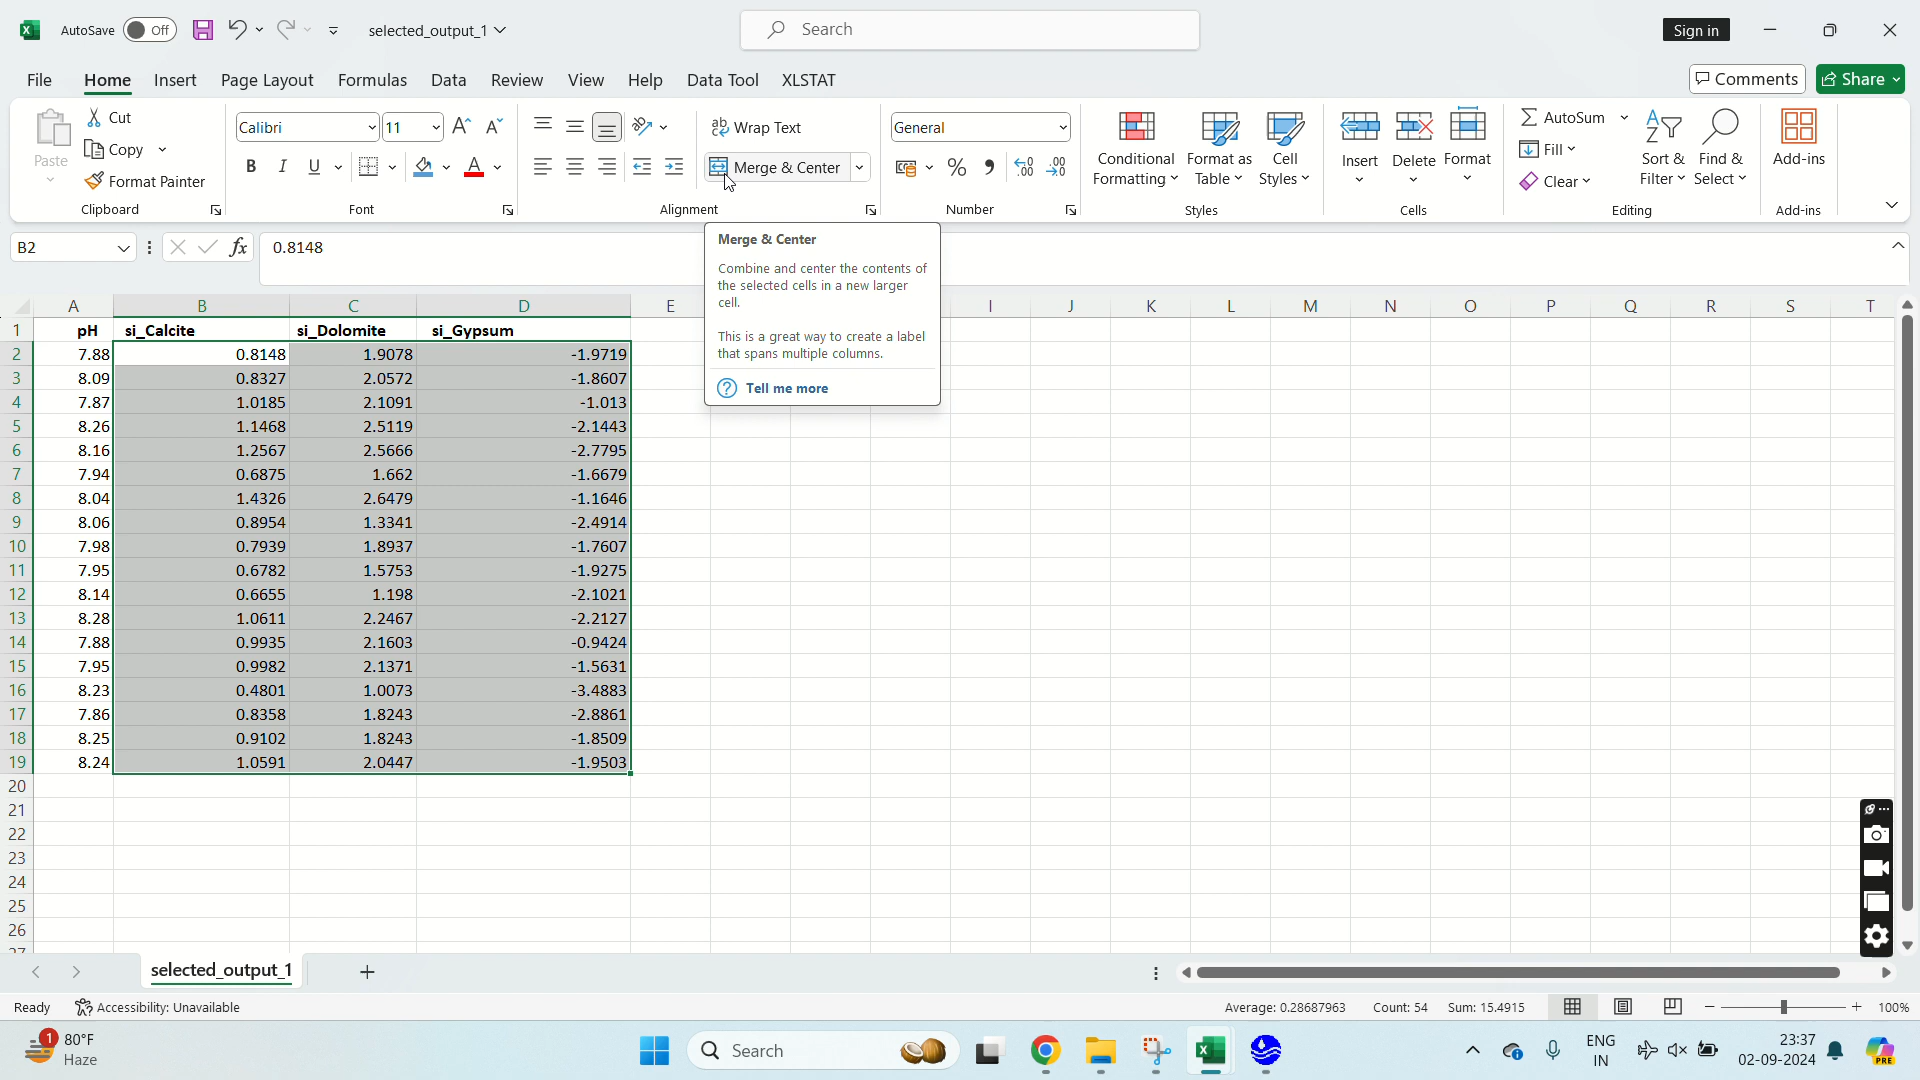 AutoSave Off selected_output_1 Search Sign in
File Home Insert Page Layout Formulas Data Review View Help Data Tool XLSTAT Comments Share
Paste Cut Copy Format Painter Clipboard
Calibri 11 B I U A Font
ab Wrap Text Merge & Center Alignment
General % Number
Conditional Formatting Format as Table Cell Styles Styles
Insert Delete Format Cells
AutoSum Fill Clear Sort & Filter Find & Select Editing
Add-ins Add-ins
B2 fx 0.8148
Merge & Center
Combine and center the contents of
the selected cells in a new larger
cell.
This is a great way to create a label
that spans multiple columns.
Tell me more
A B C D E I J K L M N O P Q R S T
1 pH si_Calcite si_Dolomite si_Gypsum
2 7.88 0.8148 1.9078 -1.9719
3 8.09 0.8327 2.0572 -1.8607
4 7.87 1.0185 2.1091 -1.013
5 8.26 1.1468 2.5119 -2.1443
6 8.16 1.2567 2.5666 -2.7795
7 7.94 0.6875 1.662 -1.6679
8 8.04 1.4326 2.6479 -1.1646
9 8.06 0.8954 1.3341 -2.4914
10 7.98 0.7939 1.8937 -1.7607
11 7.95 0.6782 1.5753 -1.9275
12 8.14 0.6655 1.198 -2.1021
13 8.28 1.0611 2.2467 -2.2127
14 7.88 0.9935 2.1603 -0.9424
15 7.95 0.9982 2.1371 -1.5631
16 8.23 0.4801 1.0073 -3.4883
17 7.86 0.8358 1.8243 -2.8861
18 8.25 0.9102 1.8243 -1.8509
19 8.24 1.0591 2.0447 -1.9503
20
21
22
23
24
25
26
27
selected_output_1
Ready Accessibility: Unavailable Average: 0.28687963 Count: 54 Sum: 15.4915 100%
1 80°F Haze Search ENG IN 23:37 02-09-2024 PRE